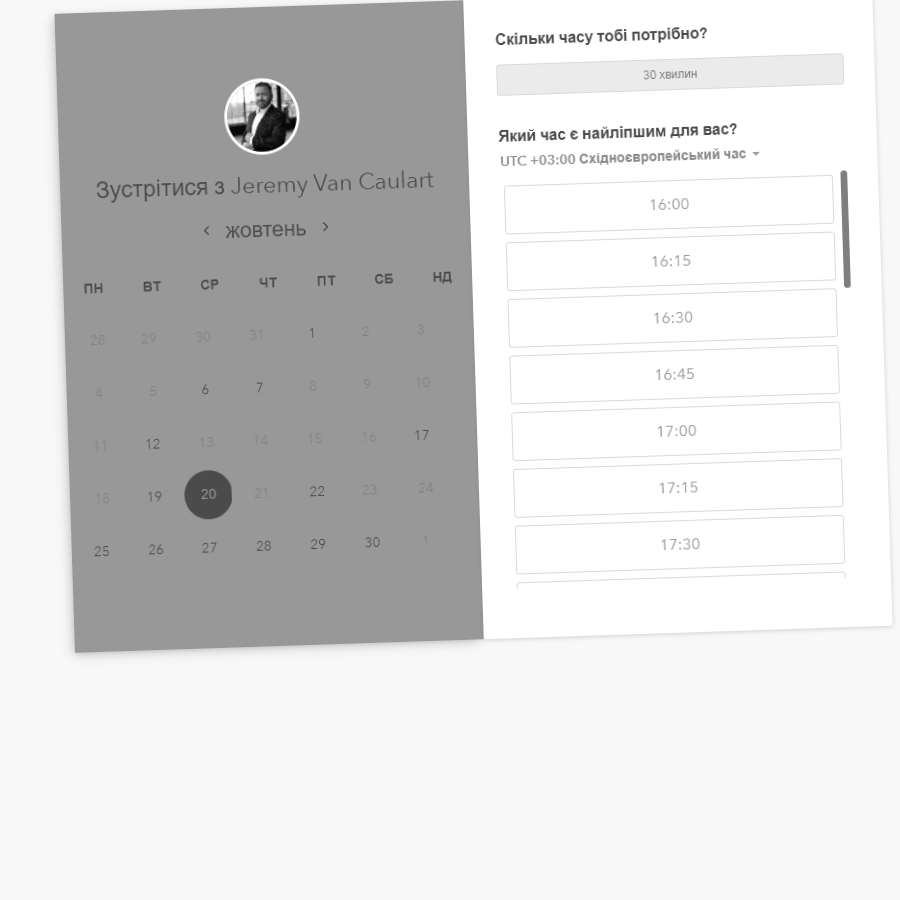 Зустрітися з Jeremy Van Caulart
‹ жовтень ›
ПН ВТ СР ЧТ ПТ СБ НД
28 29 30 31 1 2 3
4 5 6 7 8 9 10
11 12 13 14 15 16 17
18 19 20 21 22 23 24
25 26 27 28 29 30 1
Скільки часу тобі потрібно?
30 хвилин
Який час є найліпшим для вас?
UTC +03:00 Східноєвропейський час
16:00
16:15
16:30
16:45
17:00
17:15
17:30